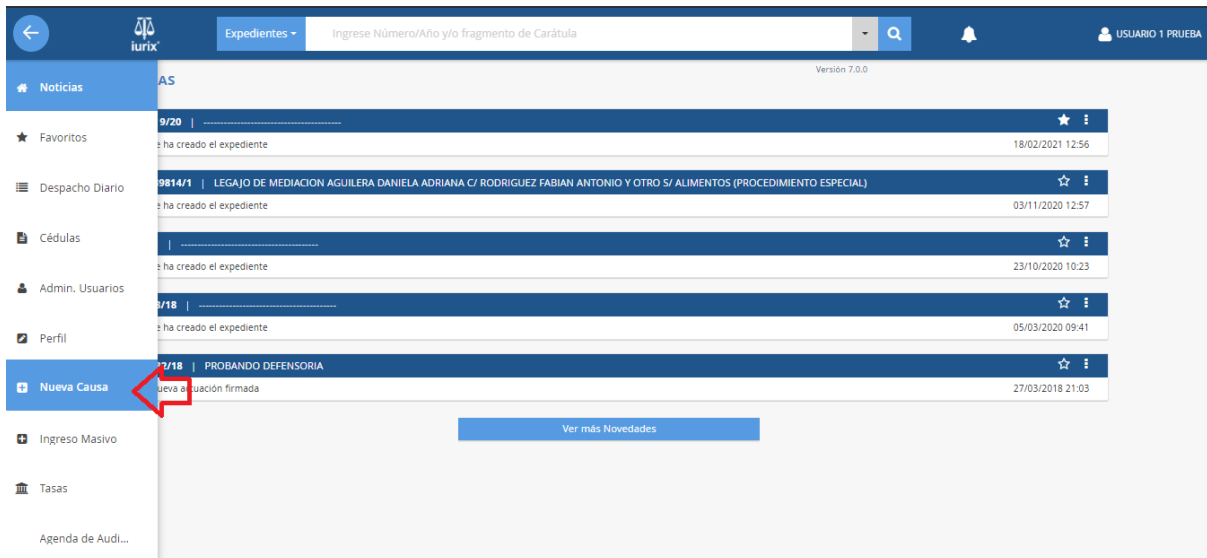 iurix
Expedientes
Ingrese Número/Año y/o fragmento de Carátula
USUARIO 1 PRUEBA
Versión 7.0.0
Noticias
AS
9/20 | ----------------------------------------
e ha creado el expediente 18/02/2021 12:56
Favoritos
9814/1 | LEGAJO DE MEDIACION AGUILERA DANIELA ADRIANA C/ RODRIGUEZ FABIAN ANTONIO Y OTRO S/ ALIMENTOS (PROCEDIMIENTO ESPECIAL)
Despacho Diario
e ha creado el expediente 03/11/2020 12:57
Cédulas
| ----------------------------------------
e ha creado el expediente 23/10/2020 10:23
Admin. Usuarios
8/18 | ----------------------------------------
e ha creado el expediente 05/03/2020 09:41
Perfil
/18 | PROBANDO DEFENSORIA
Nueva Causa
ueva actuación firmada 27/03/2018 21:03
Ver más Novedades
Ingreso Masivo
Tasas
Agenda de Audi...